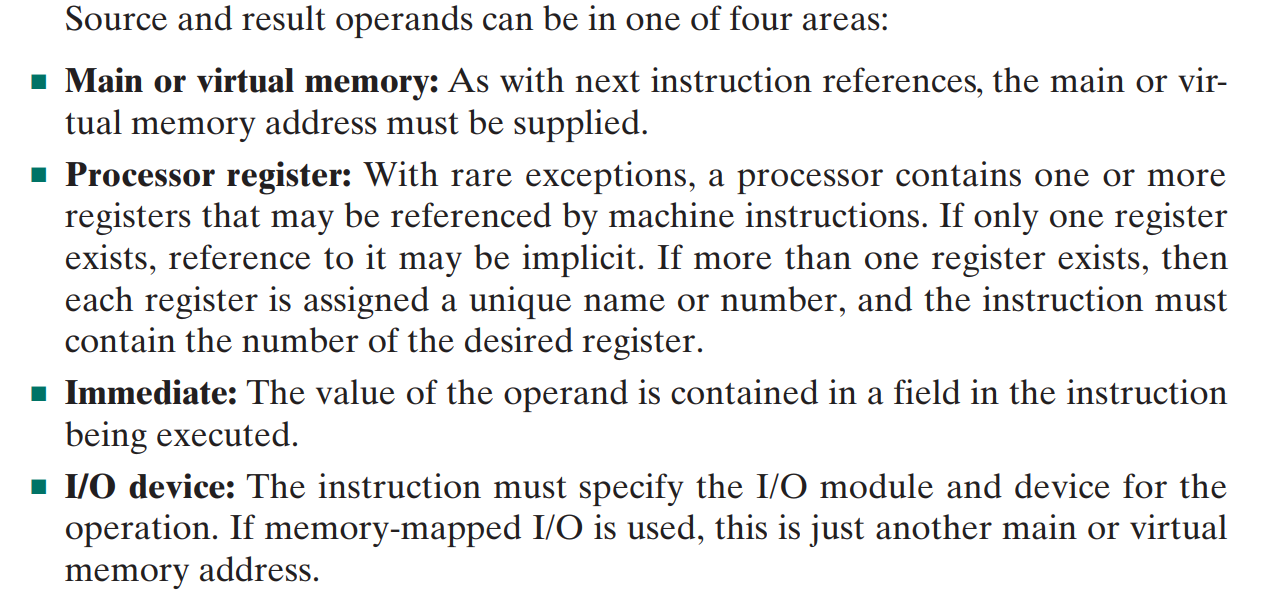 Source and result operands can be in one of four areas:
■ Main or virtual memory: As with next instruction references, the main or vir-
tual memory address must be supplied.
■ Processor register: With rare exceptions, a processor contains one or more
registers that may be referenced by machine instructions. If only one register
exists, reference to it may be implicit. If more than one register exists, then
each register is assigned a unique name or number, and the instruction must
contain the number of the desired register.
■ Immediate: The value of the operand is contained in a field in the instruction
being executed.
■ I/O device: The instruction must specify the I/O module and device for the
operation. If memory-mapped I/O is used, this is just another main or virtual
memory address.